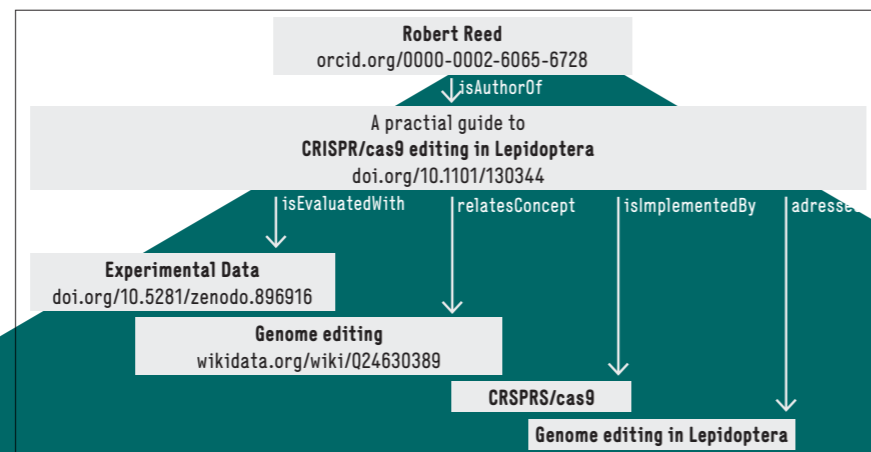 Robert Reed
orcid.org/0000-0002-6065-6728
isAuthorOf
A practial guide to
CRISPR/cas9 editing in Lepidoptera
doi.org/10.1101/130344
isEvaluatedWith
relatesConcept
isImplementedBy
adresses
Experimental Data
doi.org/10.5281/zenodo.896916
Genome editing
wikidata.org/wiki/Q24630389
CRSPRS/cas9
Genome editing in Lepidoptera